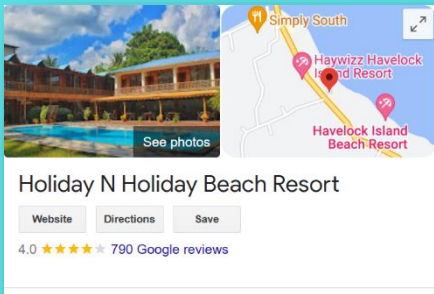 Simply South
Haywizz Havelock
Island Resort
Havelock Island
Beach Resort
See photos
Holiday N Holiday Beach Resort
Website Directions Save
4.0 790 Google reviews